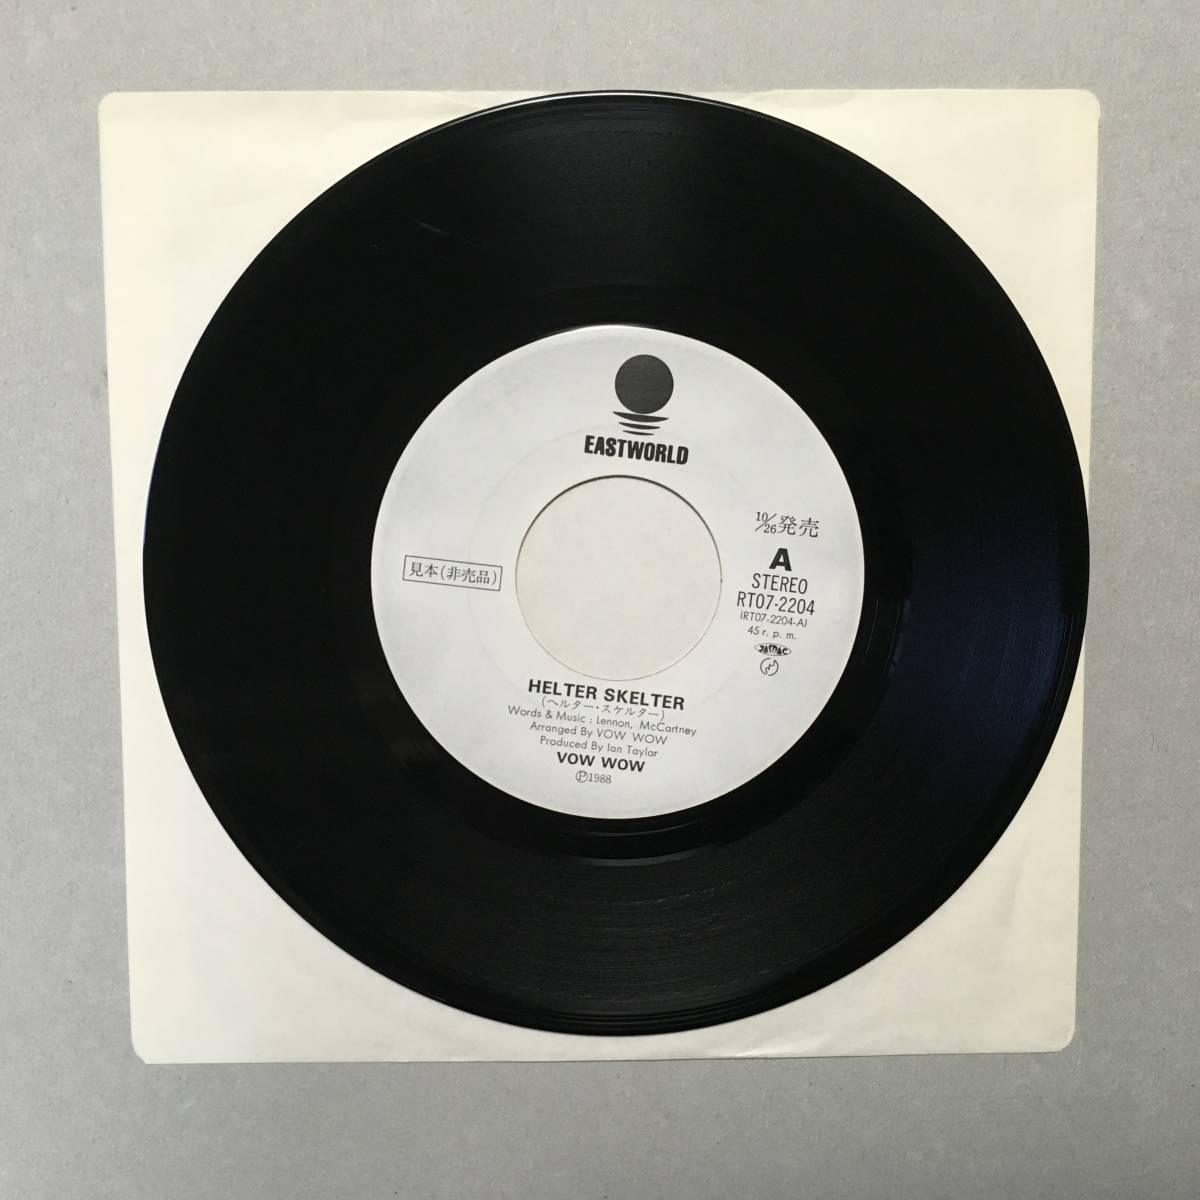 EASTWORLD
10/26発売
見本(非売品)
A
STEREO
RT07-2204
(RT07-2204-A)
45 r. p. m.
JASRAC
HELTER SKELTER
(ヘルター・スケルター)
Words & Music : Lennon, McCartney
Arranged By VOW WOW
Produced By Ian Taylor
VOW WOW
Ⓟ1988